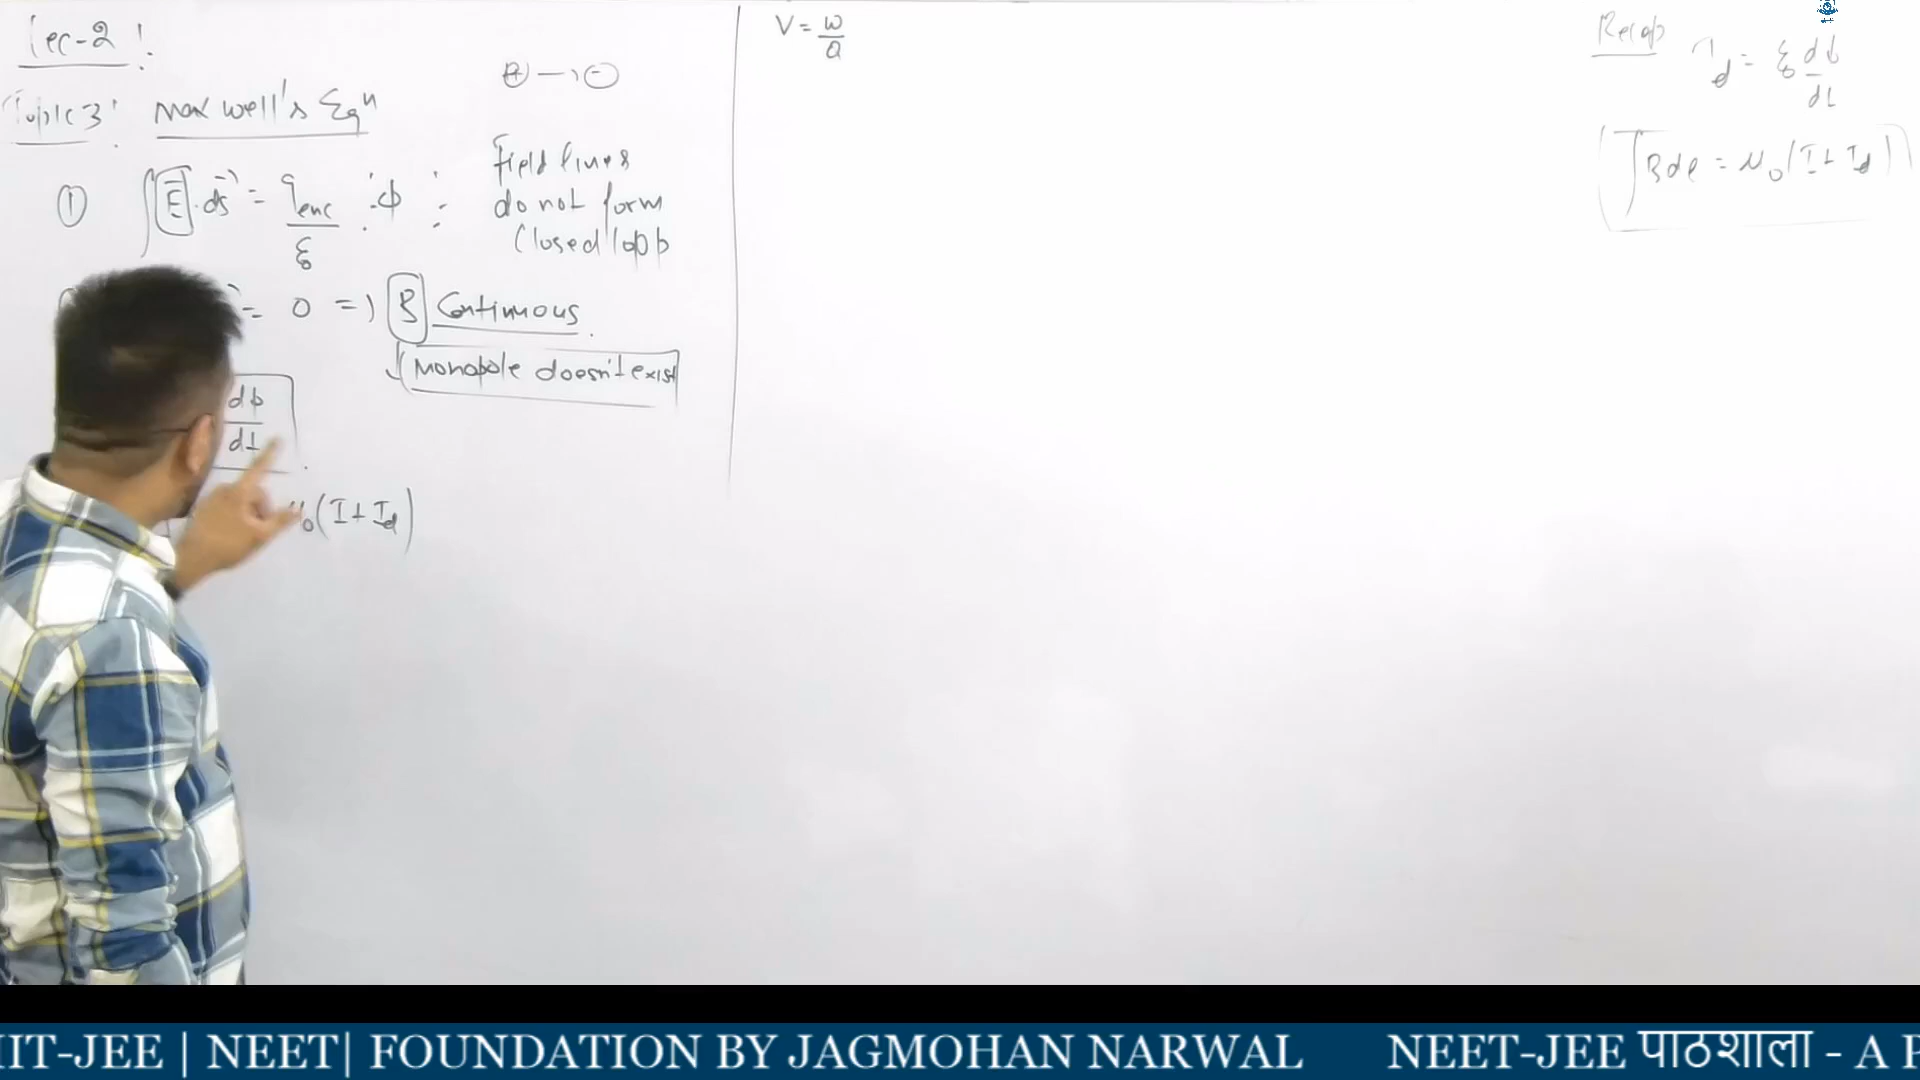 Lec-2
Topic 3: Maxwell's Eqⁿ
⊕ → ⊖
① ∫E⃗.ds⃗ = qenc/ε₀ = ϕ :
field lines
do not form
closed loop
= 0 => B Continuous
Monopole doesn't exist
dϕ/dt
μ₀(I + Id)
V = W/Q
Recap
Id = ε₀ dϕ/dt
∫Bdl = μ₀(I + Id)
IIT-JEE | NEET| FOUNDATION BY JAGMOHAN NARWAL NEET-JEE पाठशाला - A P